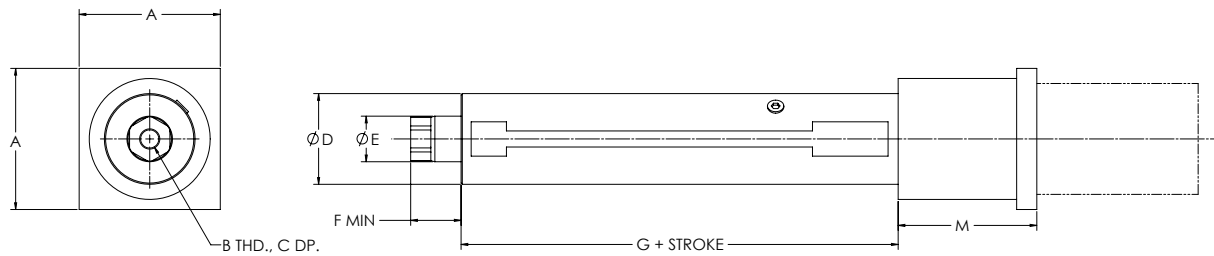 A
A
B THD., C DP.
ØD
ØE
F MIN
G + STROKE
M